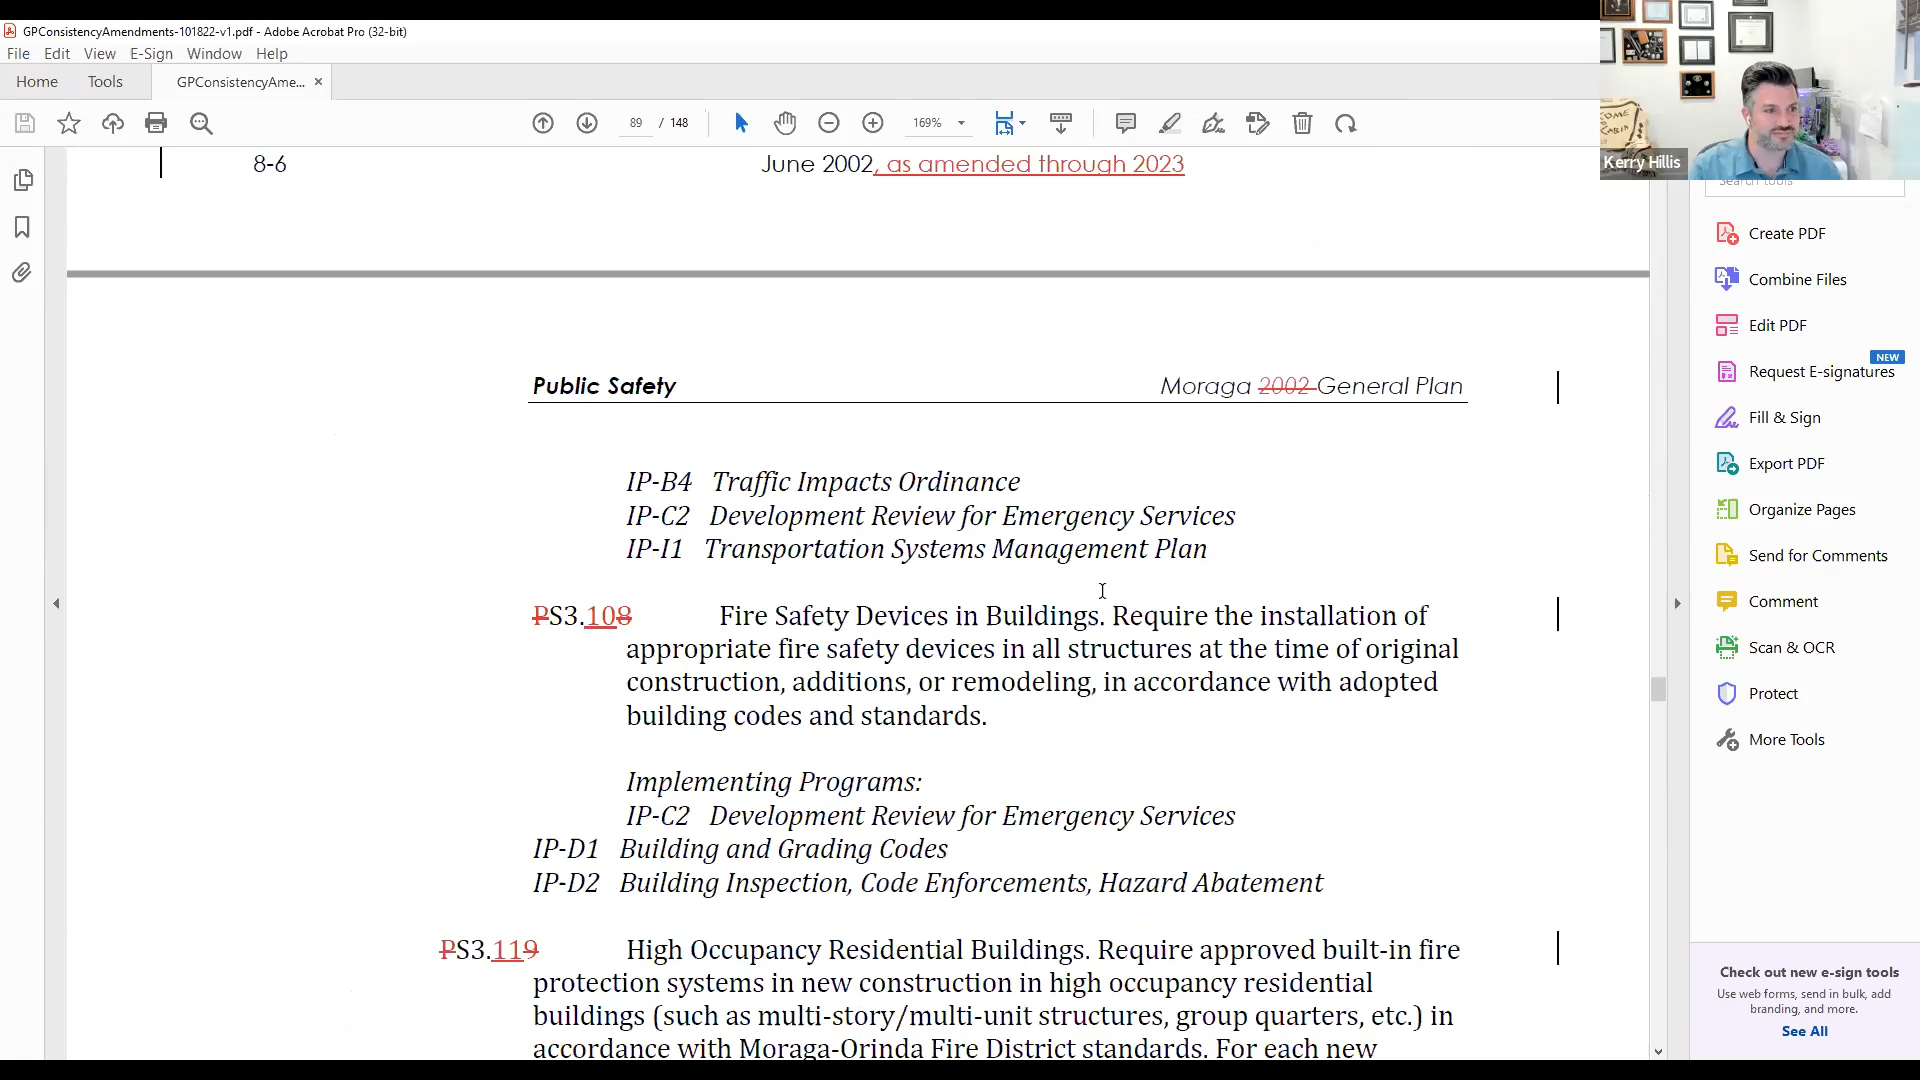 GPConsistencyAmendments-101822-v1.pdf - Adobe Acrobat Pro (32-bit)
File Edit View E-Sign Window Help
Home Tools GPConsistencyAme... ×
89 / 148 169%
Kerry Hillis
8-6 June 2002, as amended through 2023
Search tools
Create PDF
Combine Files
Edit PDF
NEW
Request E-signatures
Fill & Sign
Export PDF
Organize Pages
Send for Comments
Comment
Scan & OCR
Protect
More Tools
Public Safety Moraga 2002 General Plan
IP-B4 Traffic Impacts Ordinance
IP-C2 Development Review for Emergency Services
IP-I1 Transportation Systems Management Plan
PS3.108 Fire Safety Devices in Buildings. Require the installation of
appropriate fire safety devices in all structures at the time of original
construction, additions, or remodeling, in accordance with adopted
building codes and standards.
Implementing Programs:
IP-C2 Development Review for Emergency Services
IP-D1 Building and Grading Codes
IP-D2 Building Inspection, Code Enforcements, Hazard Abatement
PS3.119 High Occupancy Residential Buildings. Require approved built-in fire
protection systems in new construction in high occupancy residential
buildings (such as multi-story/multi-unit structures, group quarters, etc.) in
accordance with Moraga-Orinda Fire District standards. For each new
Check out new e-sign tools
Use web forms, send in bulk, add
branding, and more.
See All